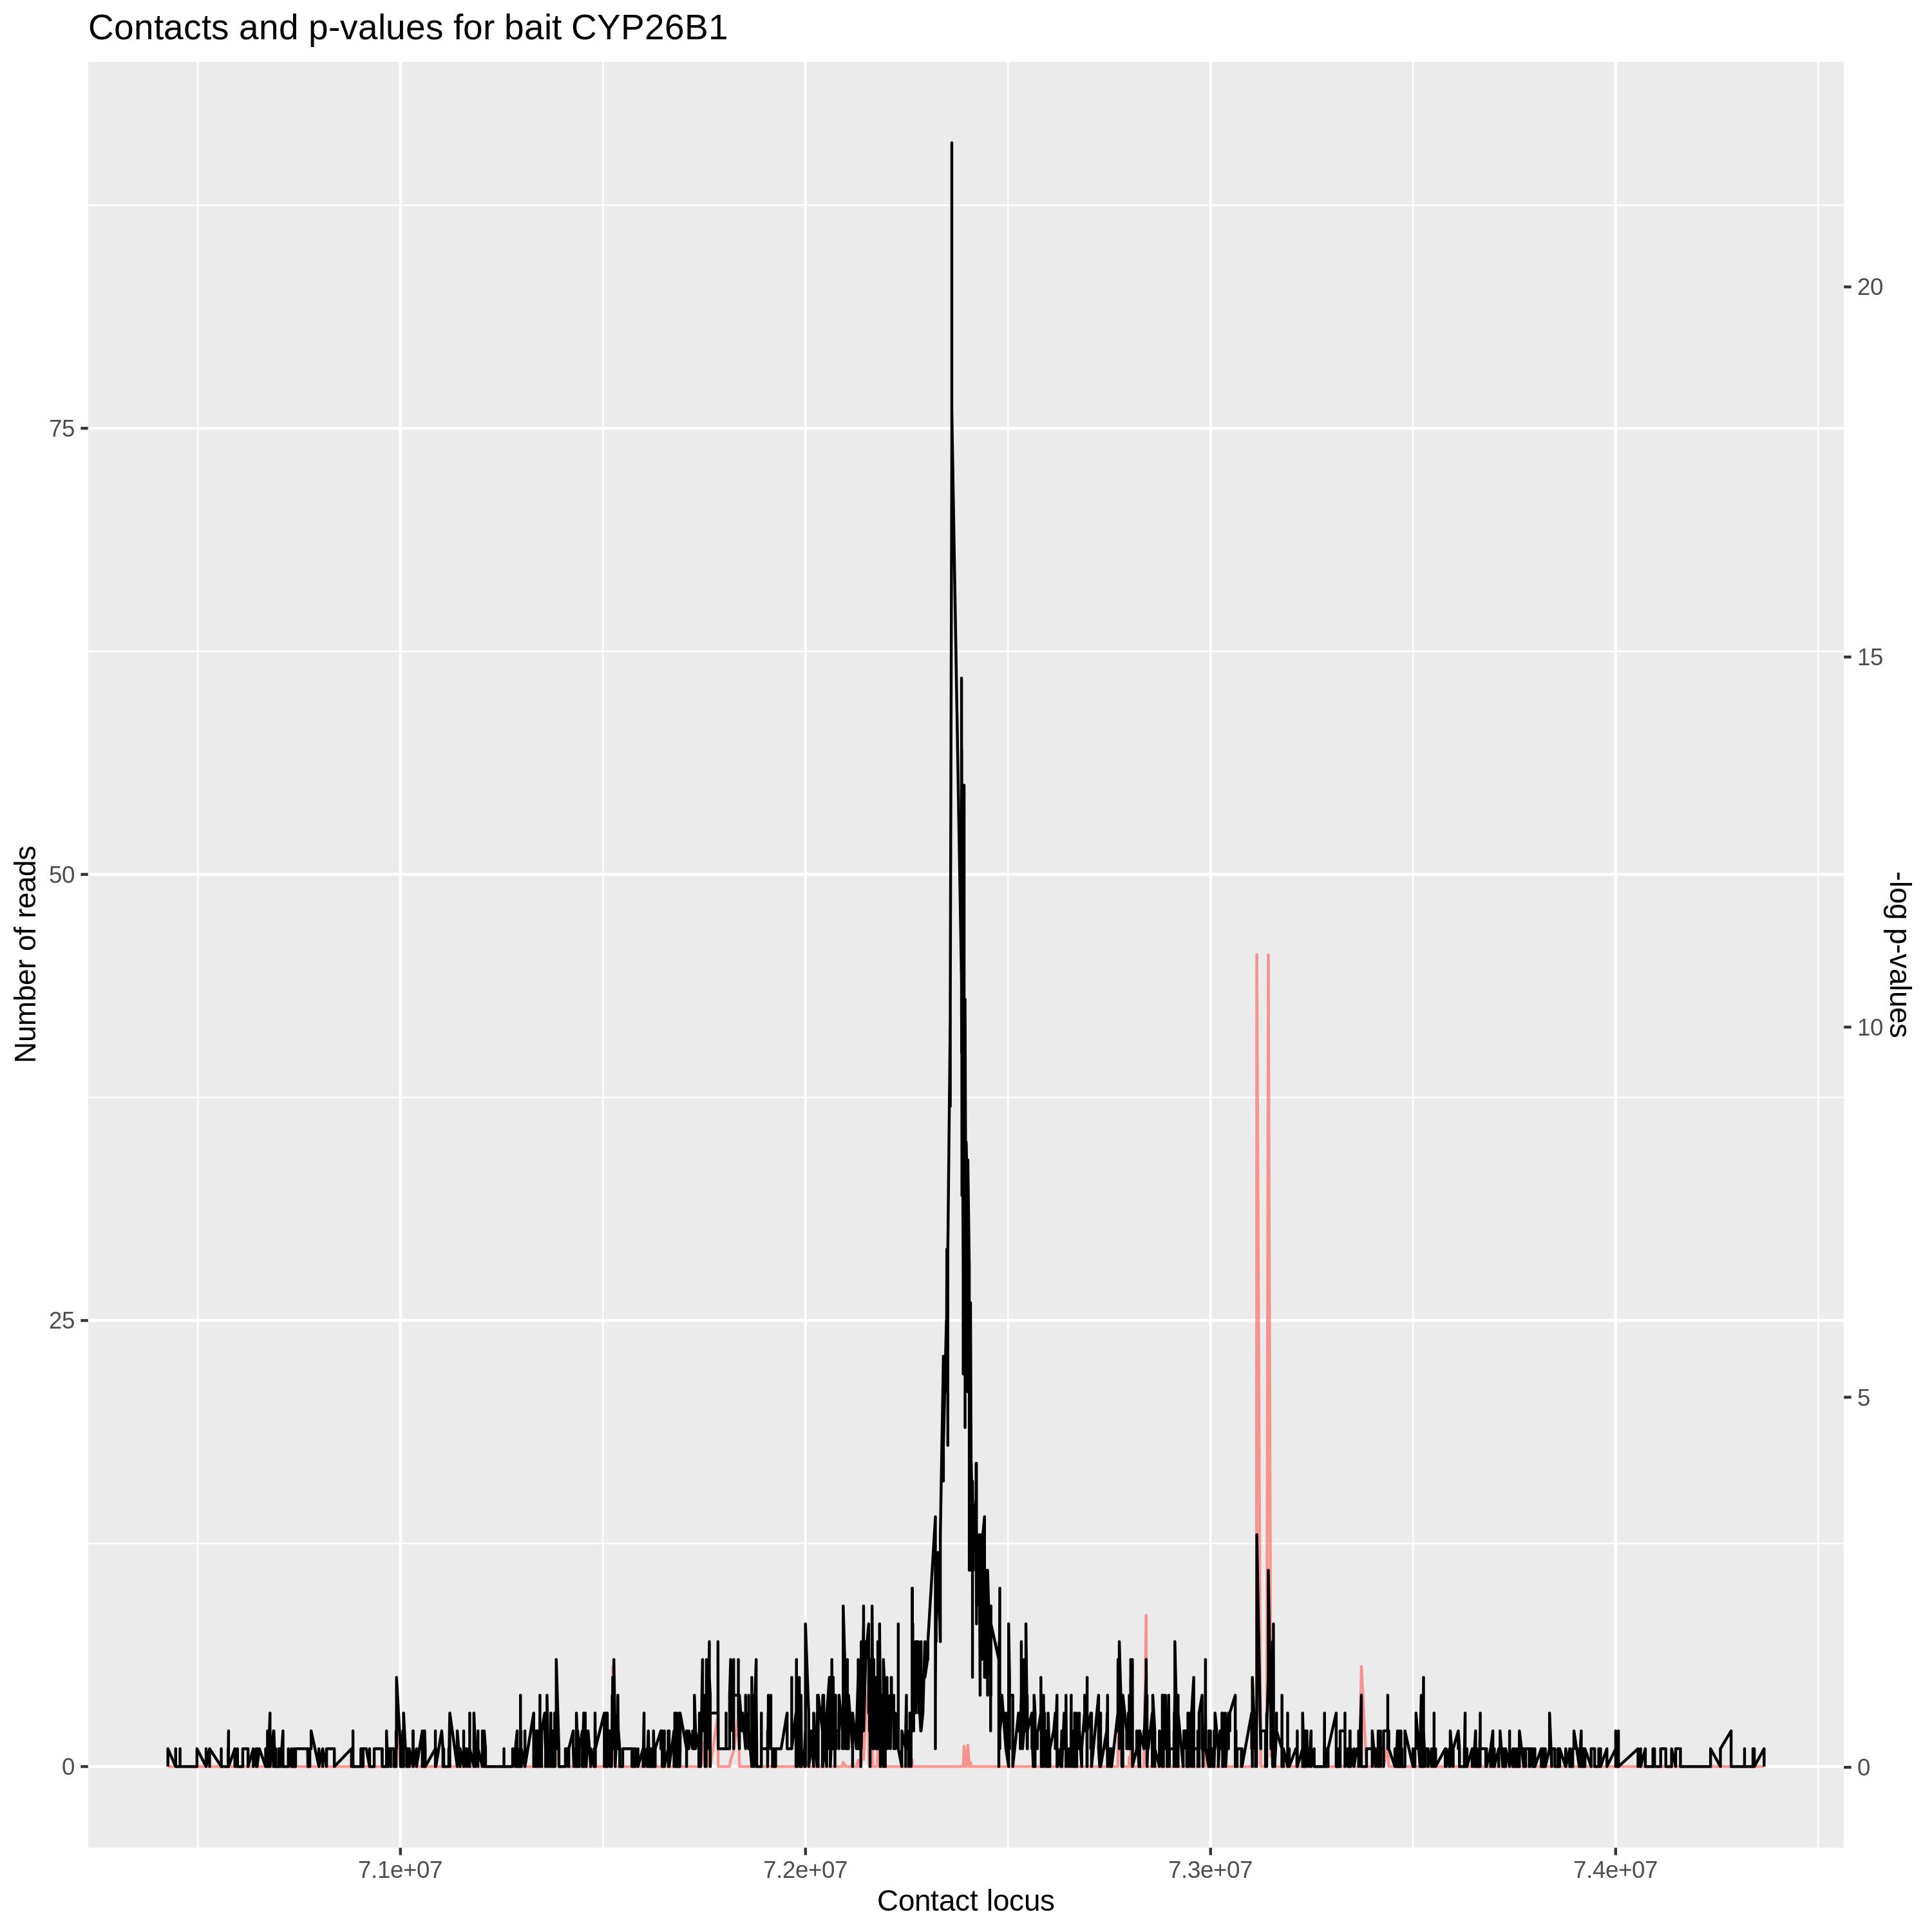 Contacts and p-values for bait CYP26B1
Number of reads
75
50
25
0
20
15
10
5
0
-log p-values
7.1e+07 7.2e+07 7.3e+07 7.4e+07
Contact locus